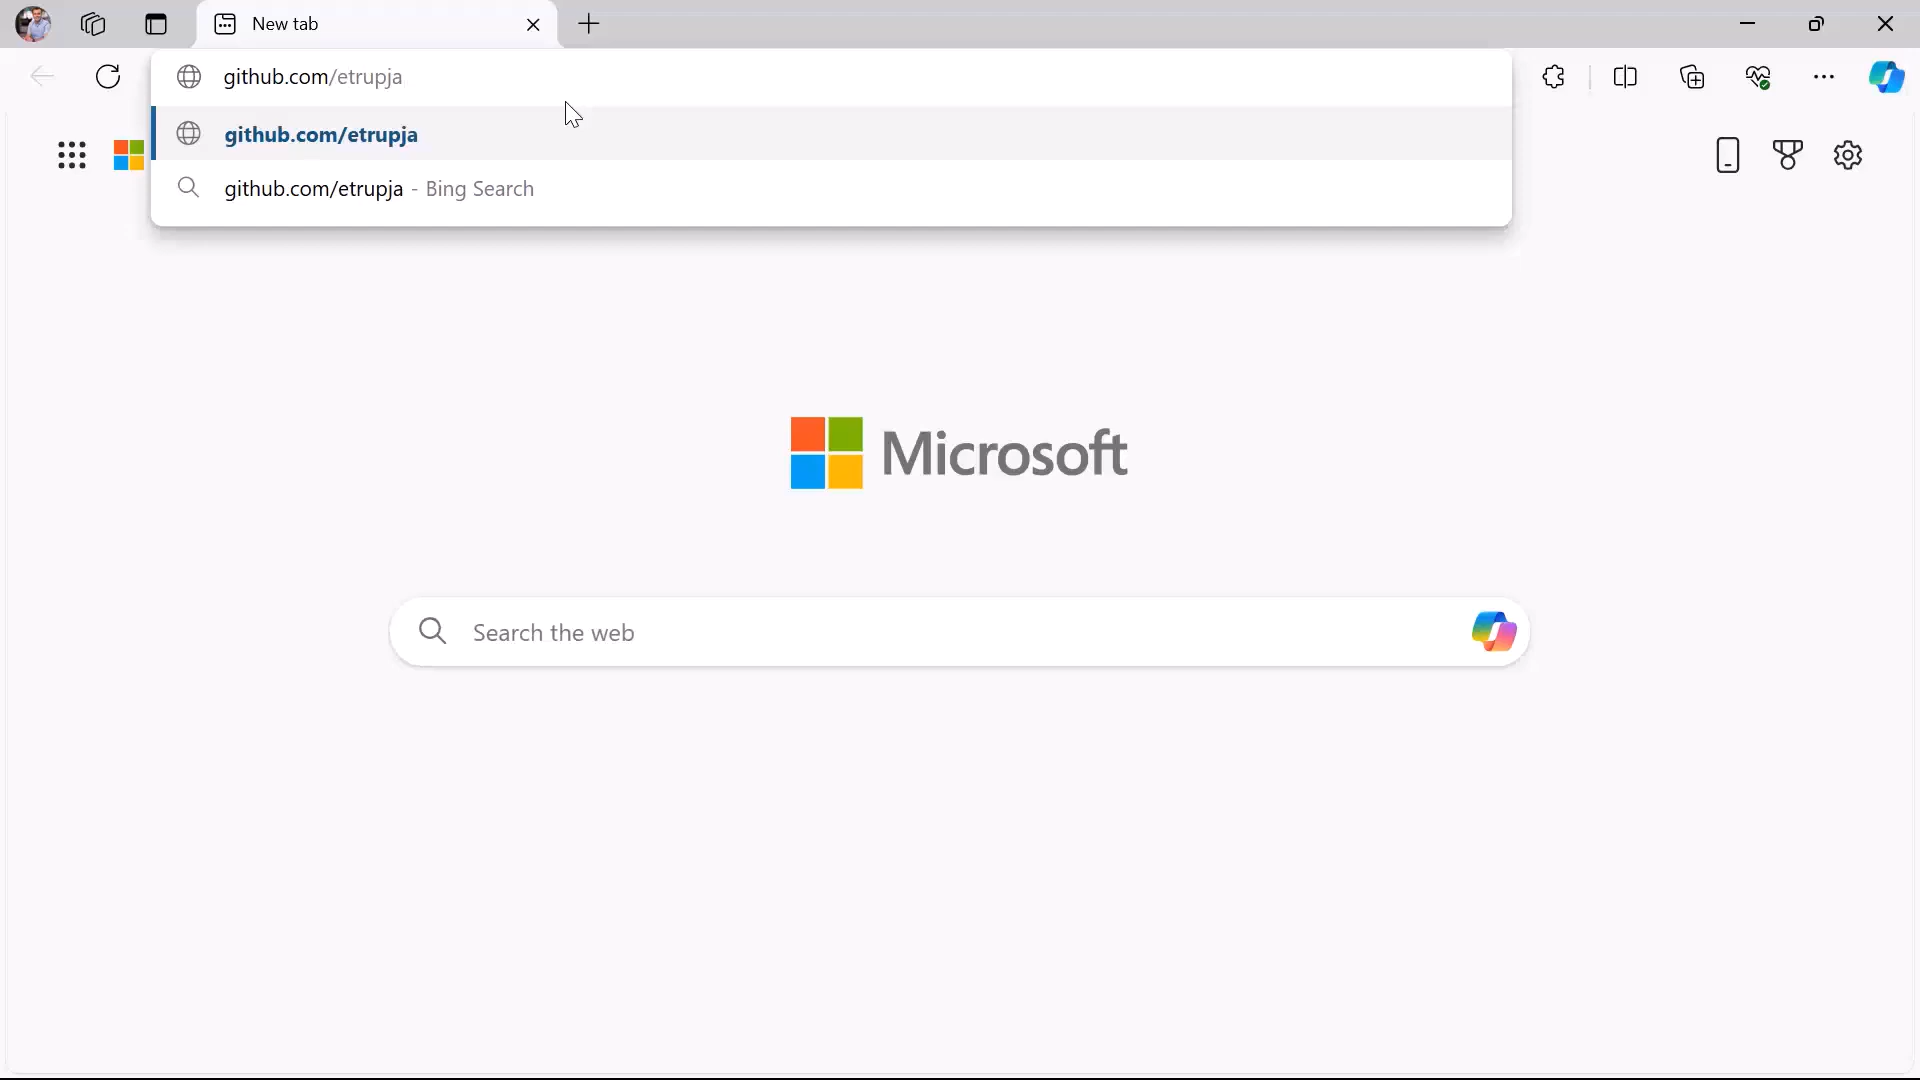 New tab
github.com/etrupja
github.com/etrupja
github.com/etrupja - Bing Search
Microsoft
Search the web